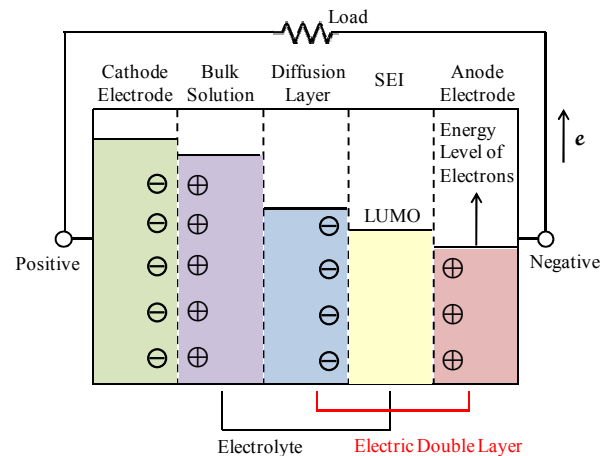 Load
Cathode
Electrode
Bulk
Solution
Diffusion
Layer
SEI
Anode
Electrode
Energy
Level of
Electrons
e
LUMO
Positive
Negative
Electrolyte
Electric Double Layer